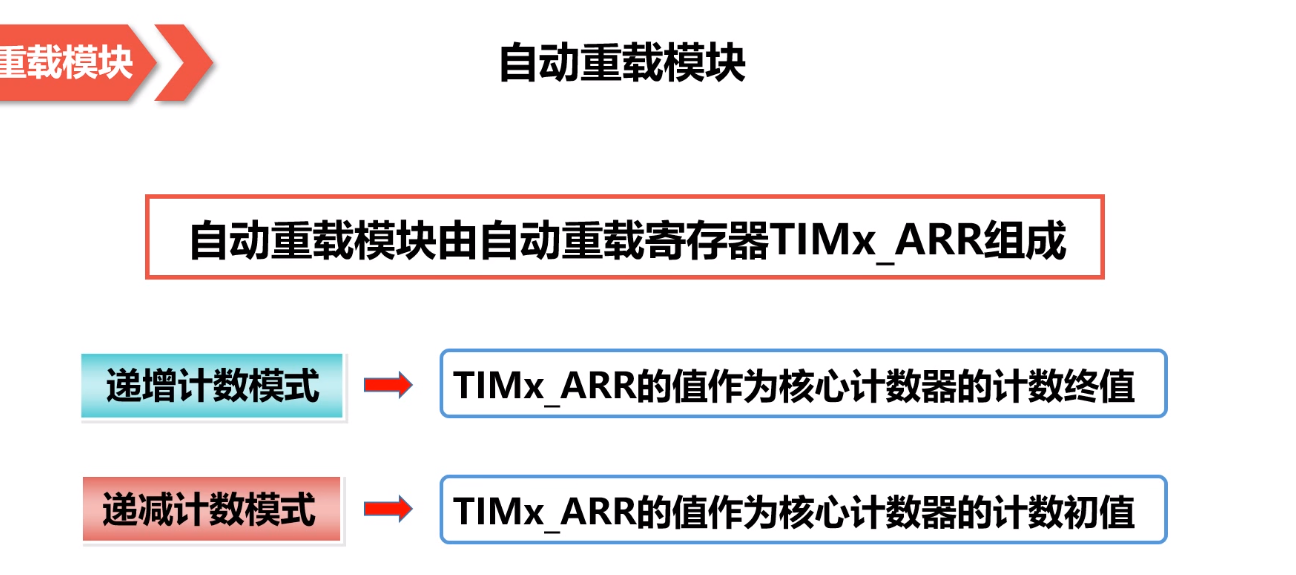 重载模块
自动重载模块
自动重载模块由自动重载寄存器TIMx_ARR组成
递增计数模式
TIMx_ARR的值作为核心计数器的计数终值
递减计数模式
TIMx_ARR的值作为核心计数器的计数初值